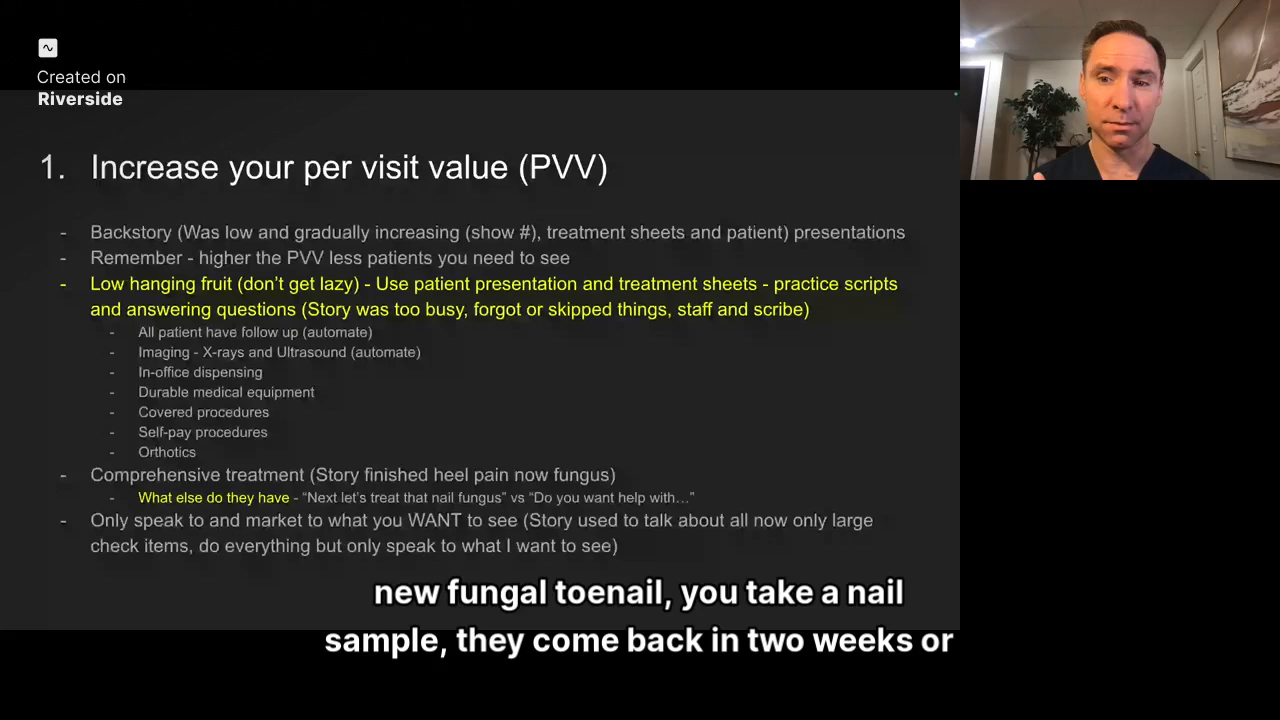 Created on
Riverside
1. Increase your per visit value (PVV)
- Backstory (Was low and gradually increasing (show #), treatment sheets and patient) presentations
- Remember - higher the PVV less patients you need to see
- Low hanging fruit (don't get lazy) - Use patient presentation and treatment sheets - practice scripts
and answering questions (Story was too busy, forgot or skipped things, staff and scribe)
- All patient have follow up (automate)
- Imaging - X-rays and Ultrasound (automate)
- In-office dispensing
- Durable medical equipment
- Covered procedures
- Self-pay procedures
- Orthotics
- Comprehensive treatment (Story finished heel pain now fungus)
- What else do they have - “Next let’s treat that nail fungus” vs “Do you want help with…”
- Only speak to and market to what you WANT to see (Story used to talk about all now only large
check items, do everything but only speak to what I want to see)
new fungal toenail, you take a nail
sample, they come back in two weeks or